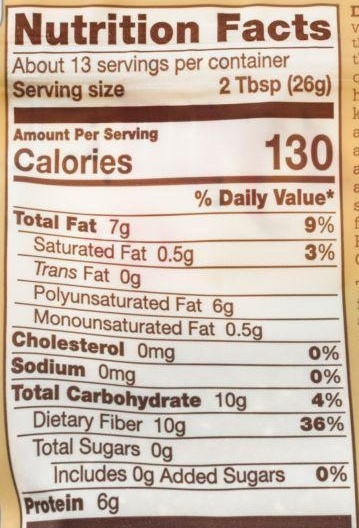 Nutrition Facts
About 13 servings per container
Serving size 2 Tbsp (26g)
Amount Per Serving
Calories 130
% Daily Value*
Total Fat 7g 9%
Saturated Fat 0.5g 3%
Trans Fat 0g
Polyunsaturated Fat 6g
Monounsaturated Fat 0.5g
Cholesterol 0mg 0%
Sodium 0mg 0%
Total Carbohydrate 10g 4%
Dietary Fiber 10g 36%
Total Sugars 0g
Includes 0g Added Sugars 0%
Protein 6g